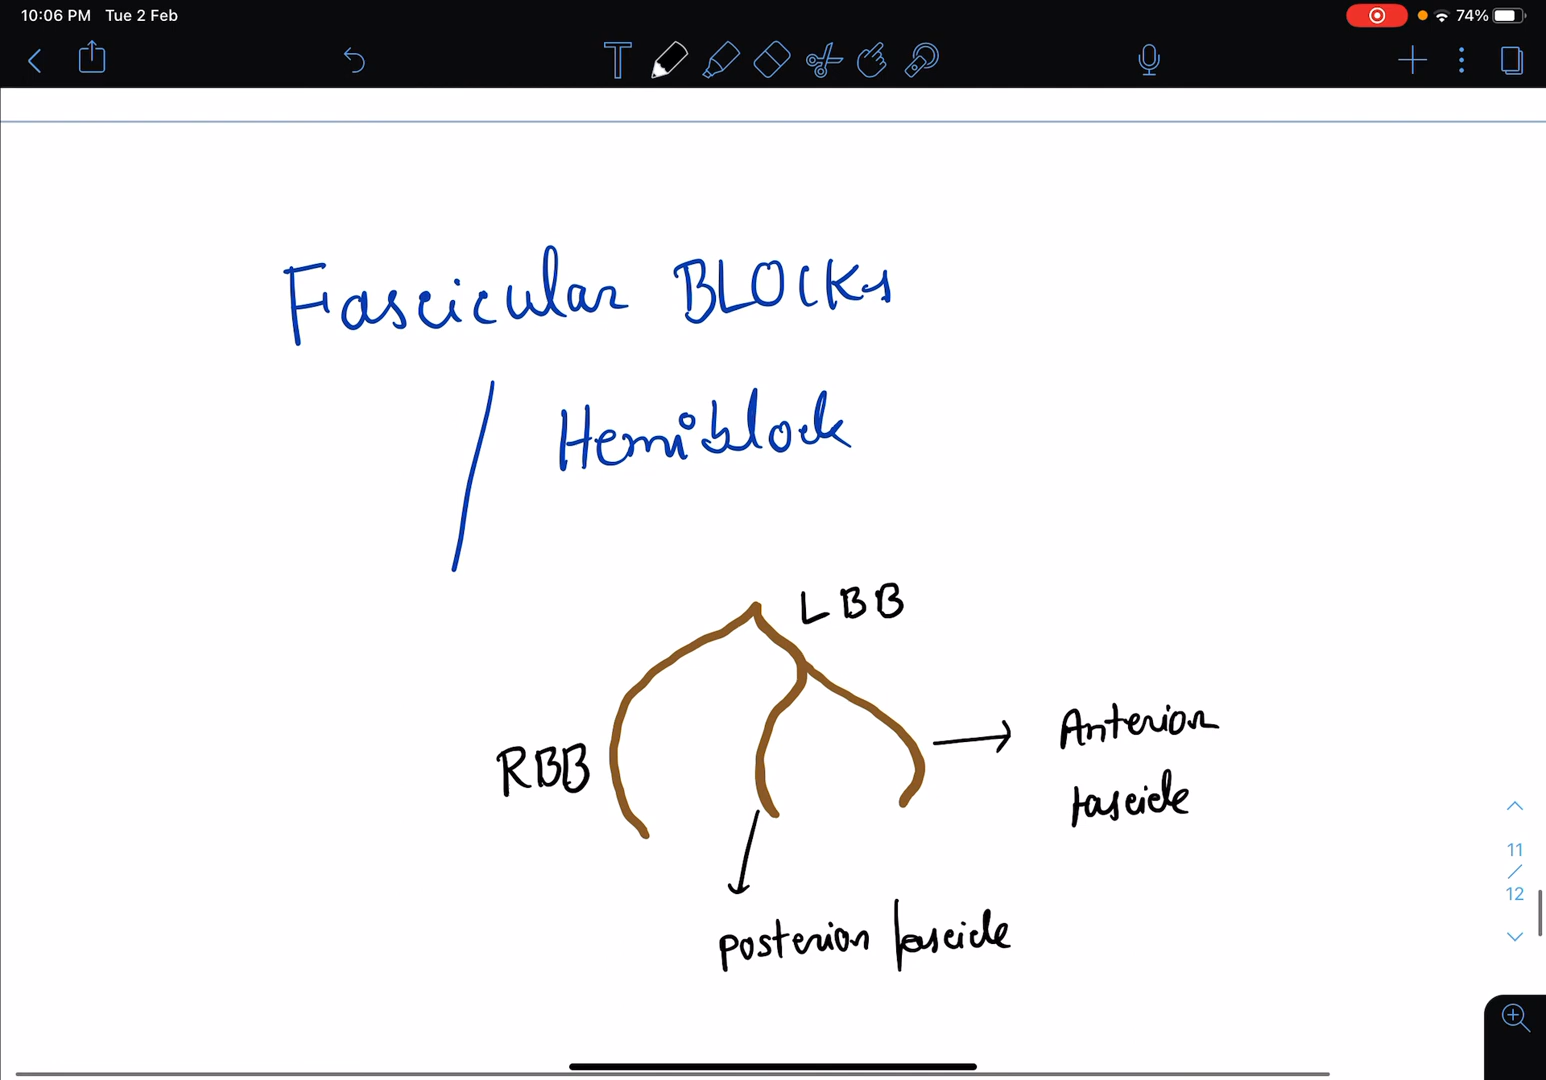 10:06 PM Tue 2 Feb
74%
T
Fascicular BLOCKs
/ Hemiblock
LBB
RBB
Anterior
fascicle
posterior fascicle
11
/
12